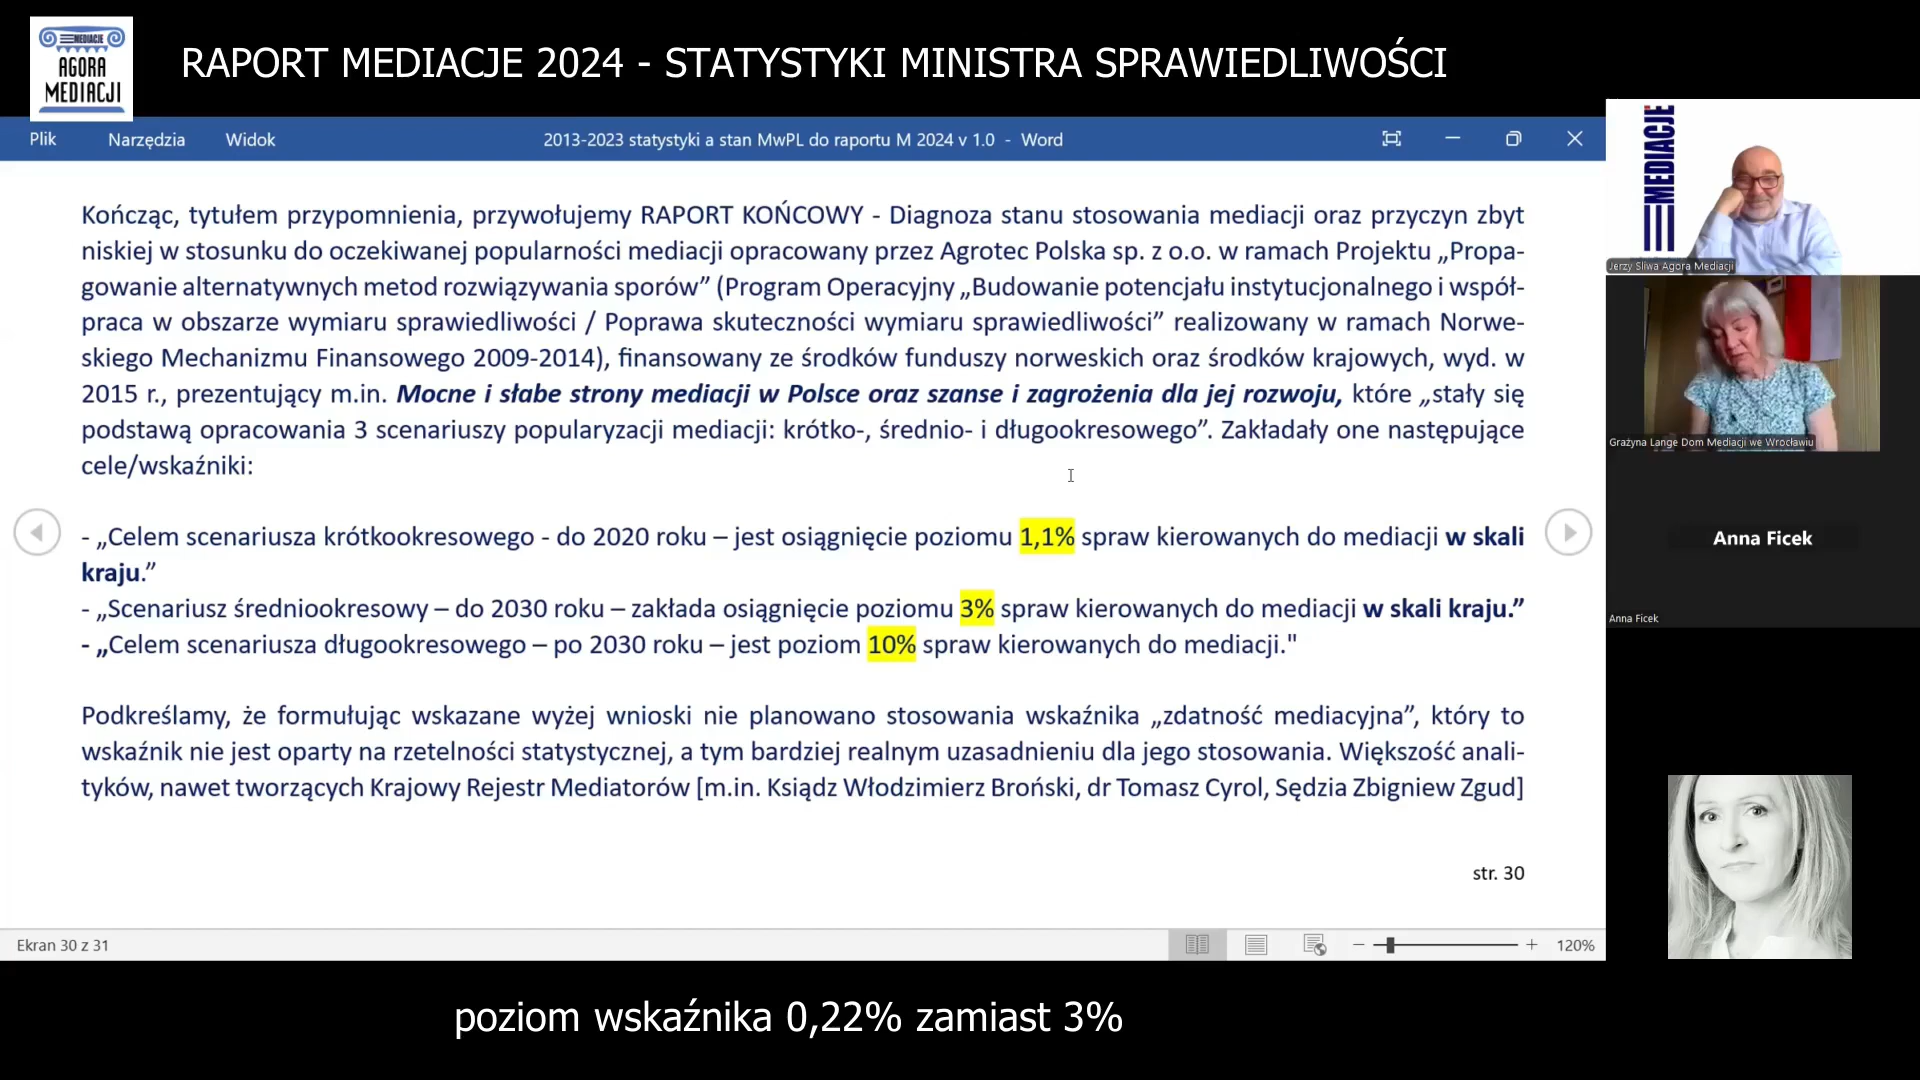 MEDIACJE
AGORA
MEDIACJI
RAPORT MEDIACJE 2024 - STATYSTYKI MINISTRA SPRAWIEDLIWOŚCI
Plik Narzędzia Widok 2013-2023 statystyki a stan MwPL do raportu M 2024 v 1.0 - Word
Kończąc, tytułem przypomnienia, przywołujemy RAPORT KOŃCOWY - Diagnoza stanu stosowania mediacji oraz przyczyn zbyt
niskiej w stosunku do oczekiwanej popularności mediacji opracowany przez Agrotec Polska sp. z o.o. w ramach Projektu „Propa-
gowanie alternatywnych metod rozwiązywania sporów” (Program Operacyjny „Budowanie potencjału instytucjonalnego i współ-
praca w obszarze wymiaru sprawiedliwości / Poprawa skuteczności wymiaru sprawiedliwości” realizowany w ramach Norwe-
skiego Mechanizmu Finansowego 2009-2014), finansowany ze środków funduszy norweskich oraz środków krajowych, wyd. w
2015 r., prezentujący m.in. Mocne i słabe strony mediacji w Polsce oraz szanse i zagrożenia dla jej rozwoju, które „stały się
podstawą opracowania 3 scenariuszy popularyzacji mediacji: krótko-, średnio- i długookresowego”. Zakładały one następujące
cele/wskaźniki:
- „Celem scenariusza krótkookresowego - do 2020 roku – jest osiągnięcie poziomu 1,1% spraw kierowanych do mediacji w skali
kraju.”
- „Scenariusz średniookresowy – do 2030 roku – zakłada osiągnięcie poziomu 3% spraw kierowanych do mediacji w skali kraju.”
- „Celem scenariusza długookresowego – po 2030 roku – jest poziom 10% spraw kierowanych do mediacji."
Podkreślamy, że formułując wskazane wyżej wnioski nie planowano stosowania wskaźnika „zdatność mediacyjna”, który to
wskaźnik nie jest oparty na rzetelności statystycznej, a tym bardziej realnym uzasadnieniu dla jego stosowania. Większość anali-
tyków, nawet tworzących Krajowy Rejestr Mediatorów [m.in. Ksiądz Włodzimierz Broński, dr Tomasz Cyrol, Sędzia Zbigniew Zgud]
str. 30
Ekran 30 z 31
120%
MEDIACJE
Jerzy Śliwa Agora Mediacji
Grażyna Lange Dom Mediacji we Wrocławiu
Anna Ficek
Anna Ficek
poziom wskaźnika 0,22% zamiast 3%